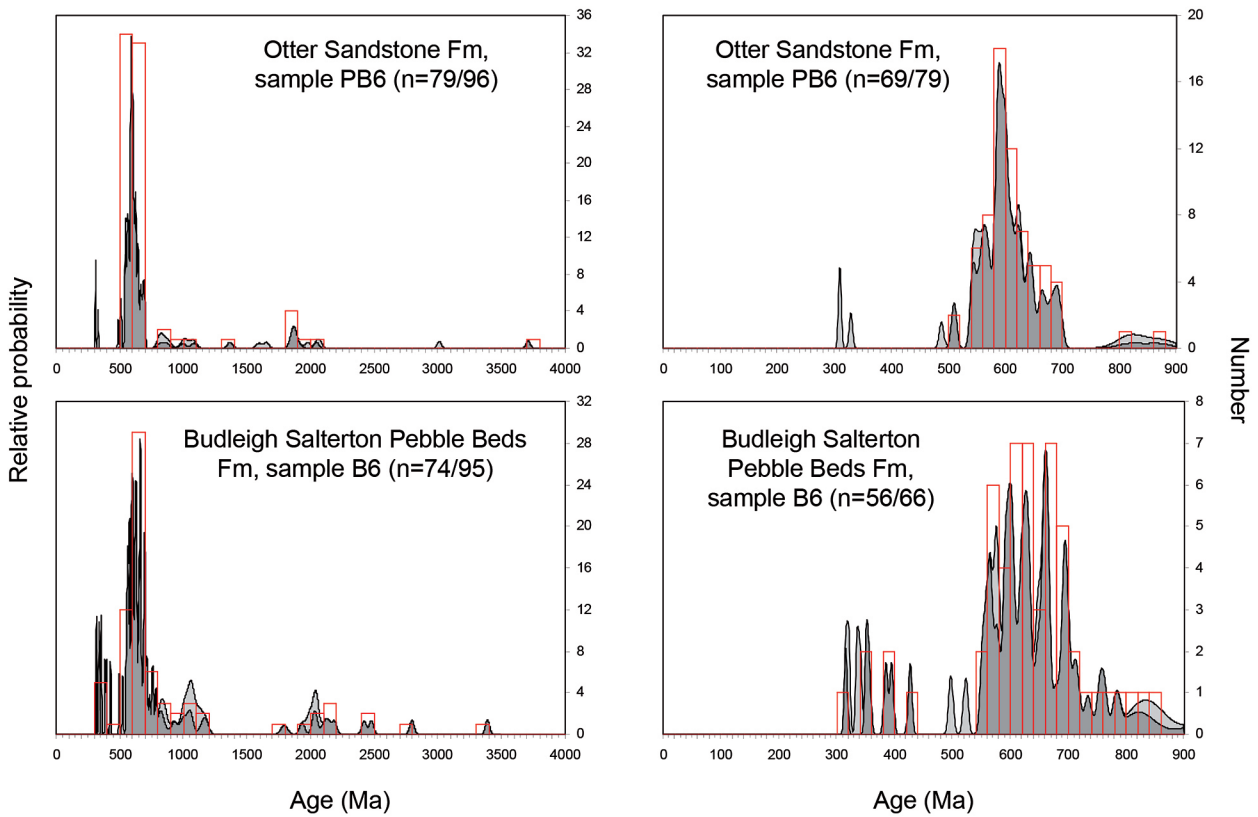 Relative probability
Number
Otter Sandstone Fm,
sample PB6 (n=79/96)
36
32
28
24
20
16
12
8
4
0
0 500 1000 1500 2000 2500 3000 3500 4000
Otter Sandstone Fm,
sample PB6 (n=69/79)
20
16
12
8
4
0
0 100 200 300 400 500 600 700 800 900
Budleigh Salterton Pebble Beds
Fm, sample B6 (n=74/95)
32
28
24
20
16
12
8
4
0
0 500 1000 1500 2000 2500 3000 3500 4000
Age (Ma)
Budleigh Salterton
Pebble Beds Fm,
sample B6 (n=56/66)
8
7
6
5
4
3
2
1
0
0 100 200 300 400 500 600 700 800 900
Age (Ma)